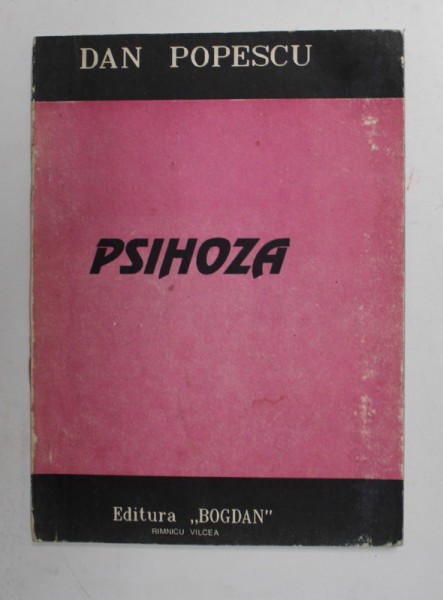 DAN POPESCU
PSIHOZA
Editura „BOGDAN"
RIMNICU VILCEA